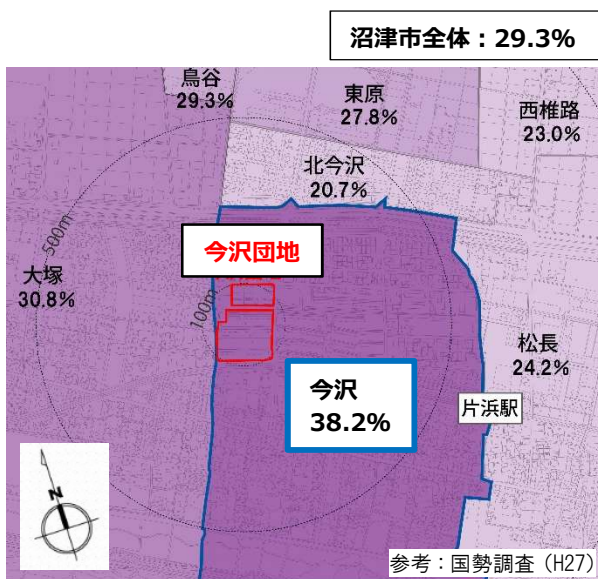 沼津市全体：29.3%
鳥谷
29.3%
東原
27.8%
西椎路
23.0%
北今沢
20.7%
500m
今沢団地
大塚
30.8%
100m
松長
24.2%
今沢
38.2%
片浜駅
N
参考：国勢調査（H27）